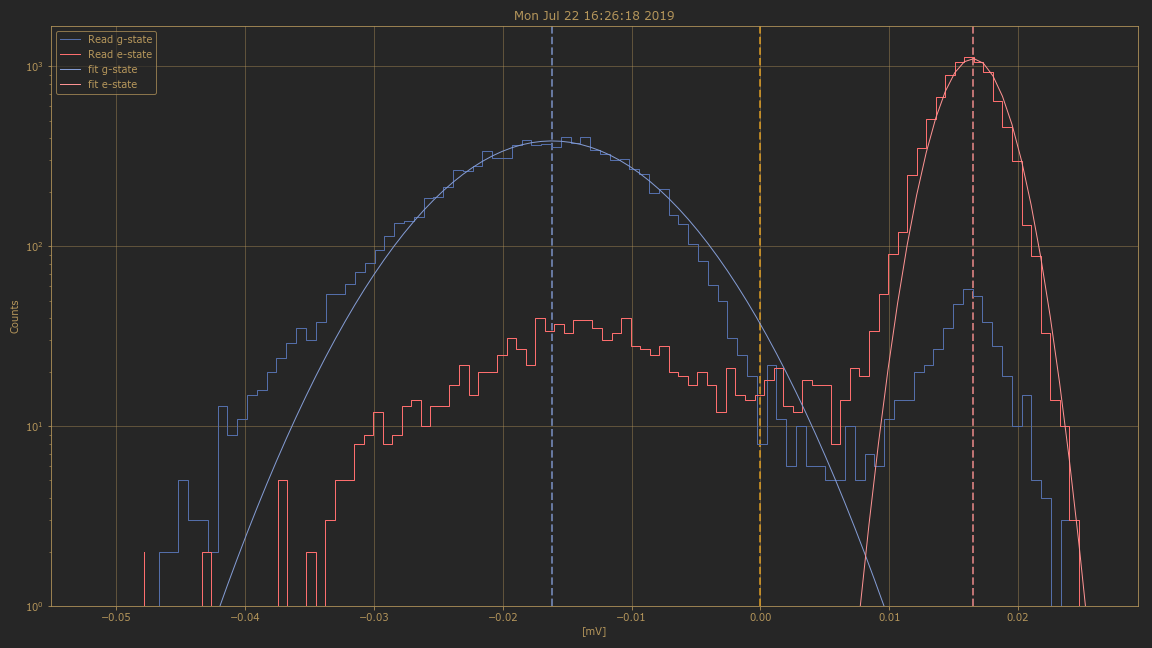 Mon Jul 22 16:26:18 2019
Read g-state
Read e-state
fit g-state
fit e-state
10³
10²
10¹
10⁰
Counts
−0.05 −0.04 −0.03 −0.02 −0.01 0.00 0.01 0.02
[mV]